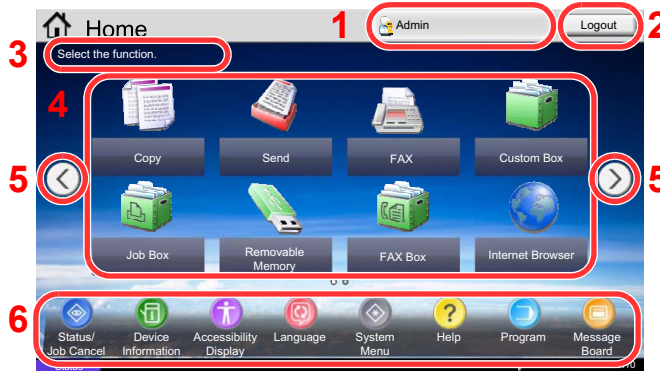 Home
1
Admin
Logout
2
3
Select the function.
4
Copy
Send
FAX
Custom Box
5
5
Job Box
Removable
Memory
FAX Box
Internet Browser
6
Status/
Job Cancel
Device
Information
Accessibility
Display
Language
System
Menu
Help
Program
Message
Board
Status